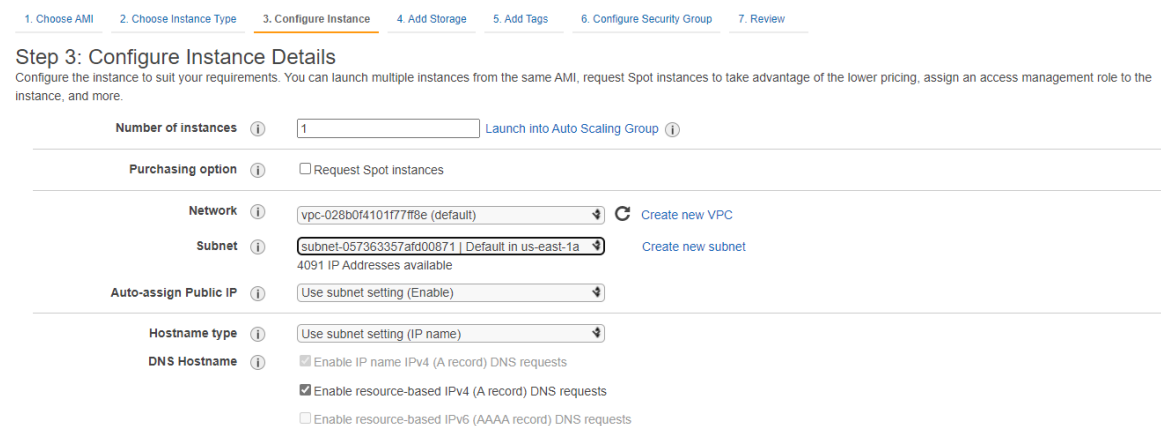 1. Choose AMI 2. Choose Instance Type 3. Configure Instance 4. Add Storage 5. Add Tags 6. Configure Security Group 7. Review
Step 3: Configure Instance Details
Configure the instance to suit your requirements. You can launch multiple instances from the same AMI, request Spot instances to take advantage of the lower pricing, assign an access management role to the
instance, and more.
Number of instances i 1 Launch into Auto Scaling Group i
Purchasing option i Request Spot instances
Network i vpc-028b0f4101f77ff8e (default) Create new VPC
Subnet i subnet-057363357afd00871 | Default in us-east-1a Create new subnet
4091 IP Addresses available
Auto-assign Public IP i Use subnet setting (Enable)
Hostname type i Use subnet setting (IP name)
DNS Hostname i Enable IP name IPv4 (A record) DNS requests
Enable resource-based IPv4 (A record) DNS requests
Enable resource-based IPv6 (AAAA record) DNS requests